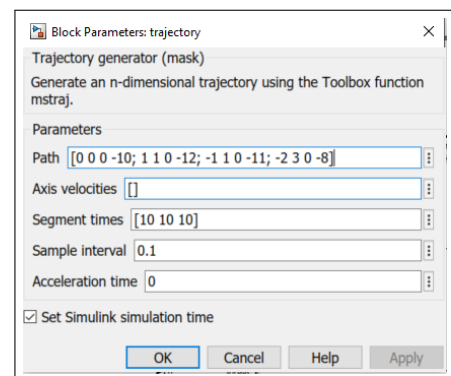 Block Parameters: trajectory
Trajectory generator (mask)
Generate an n-dimensional trajectory using the Toolbox function
mstraj.
Parameters
Path [0 0 0 -10; 1 1 0 -12; -1 1 0 -11; -2 3 0 -8]
Axis velocities []
Segment times [10 10 10]
Sample interval 0.1
Acceleration time 0
Set Simulink simulation time
OK Cancel Help Apply